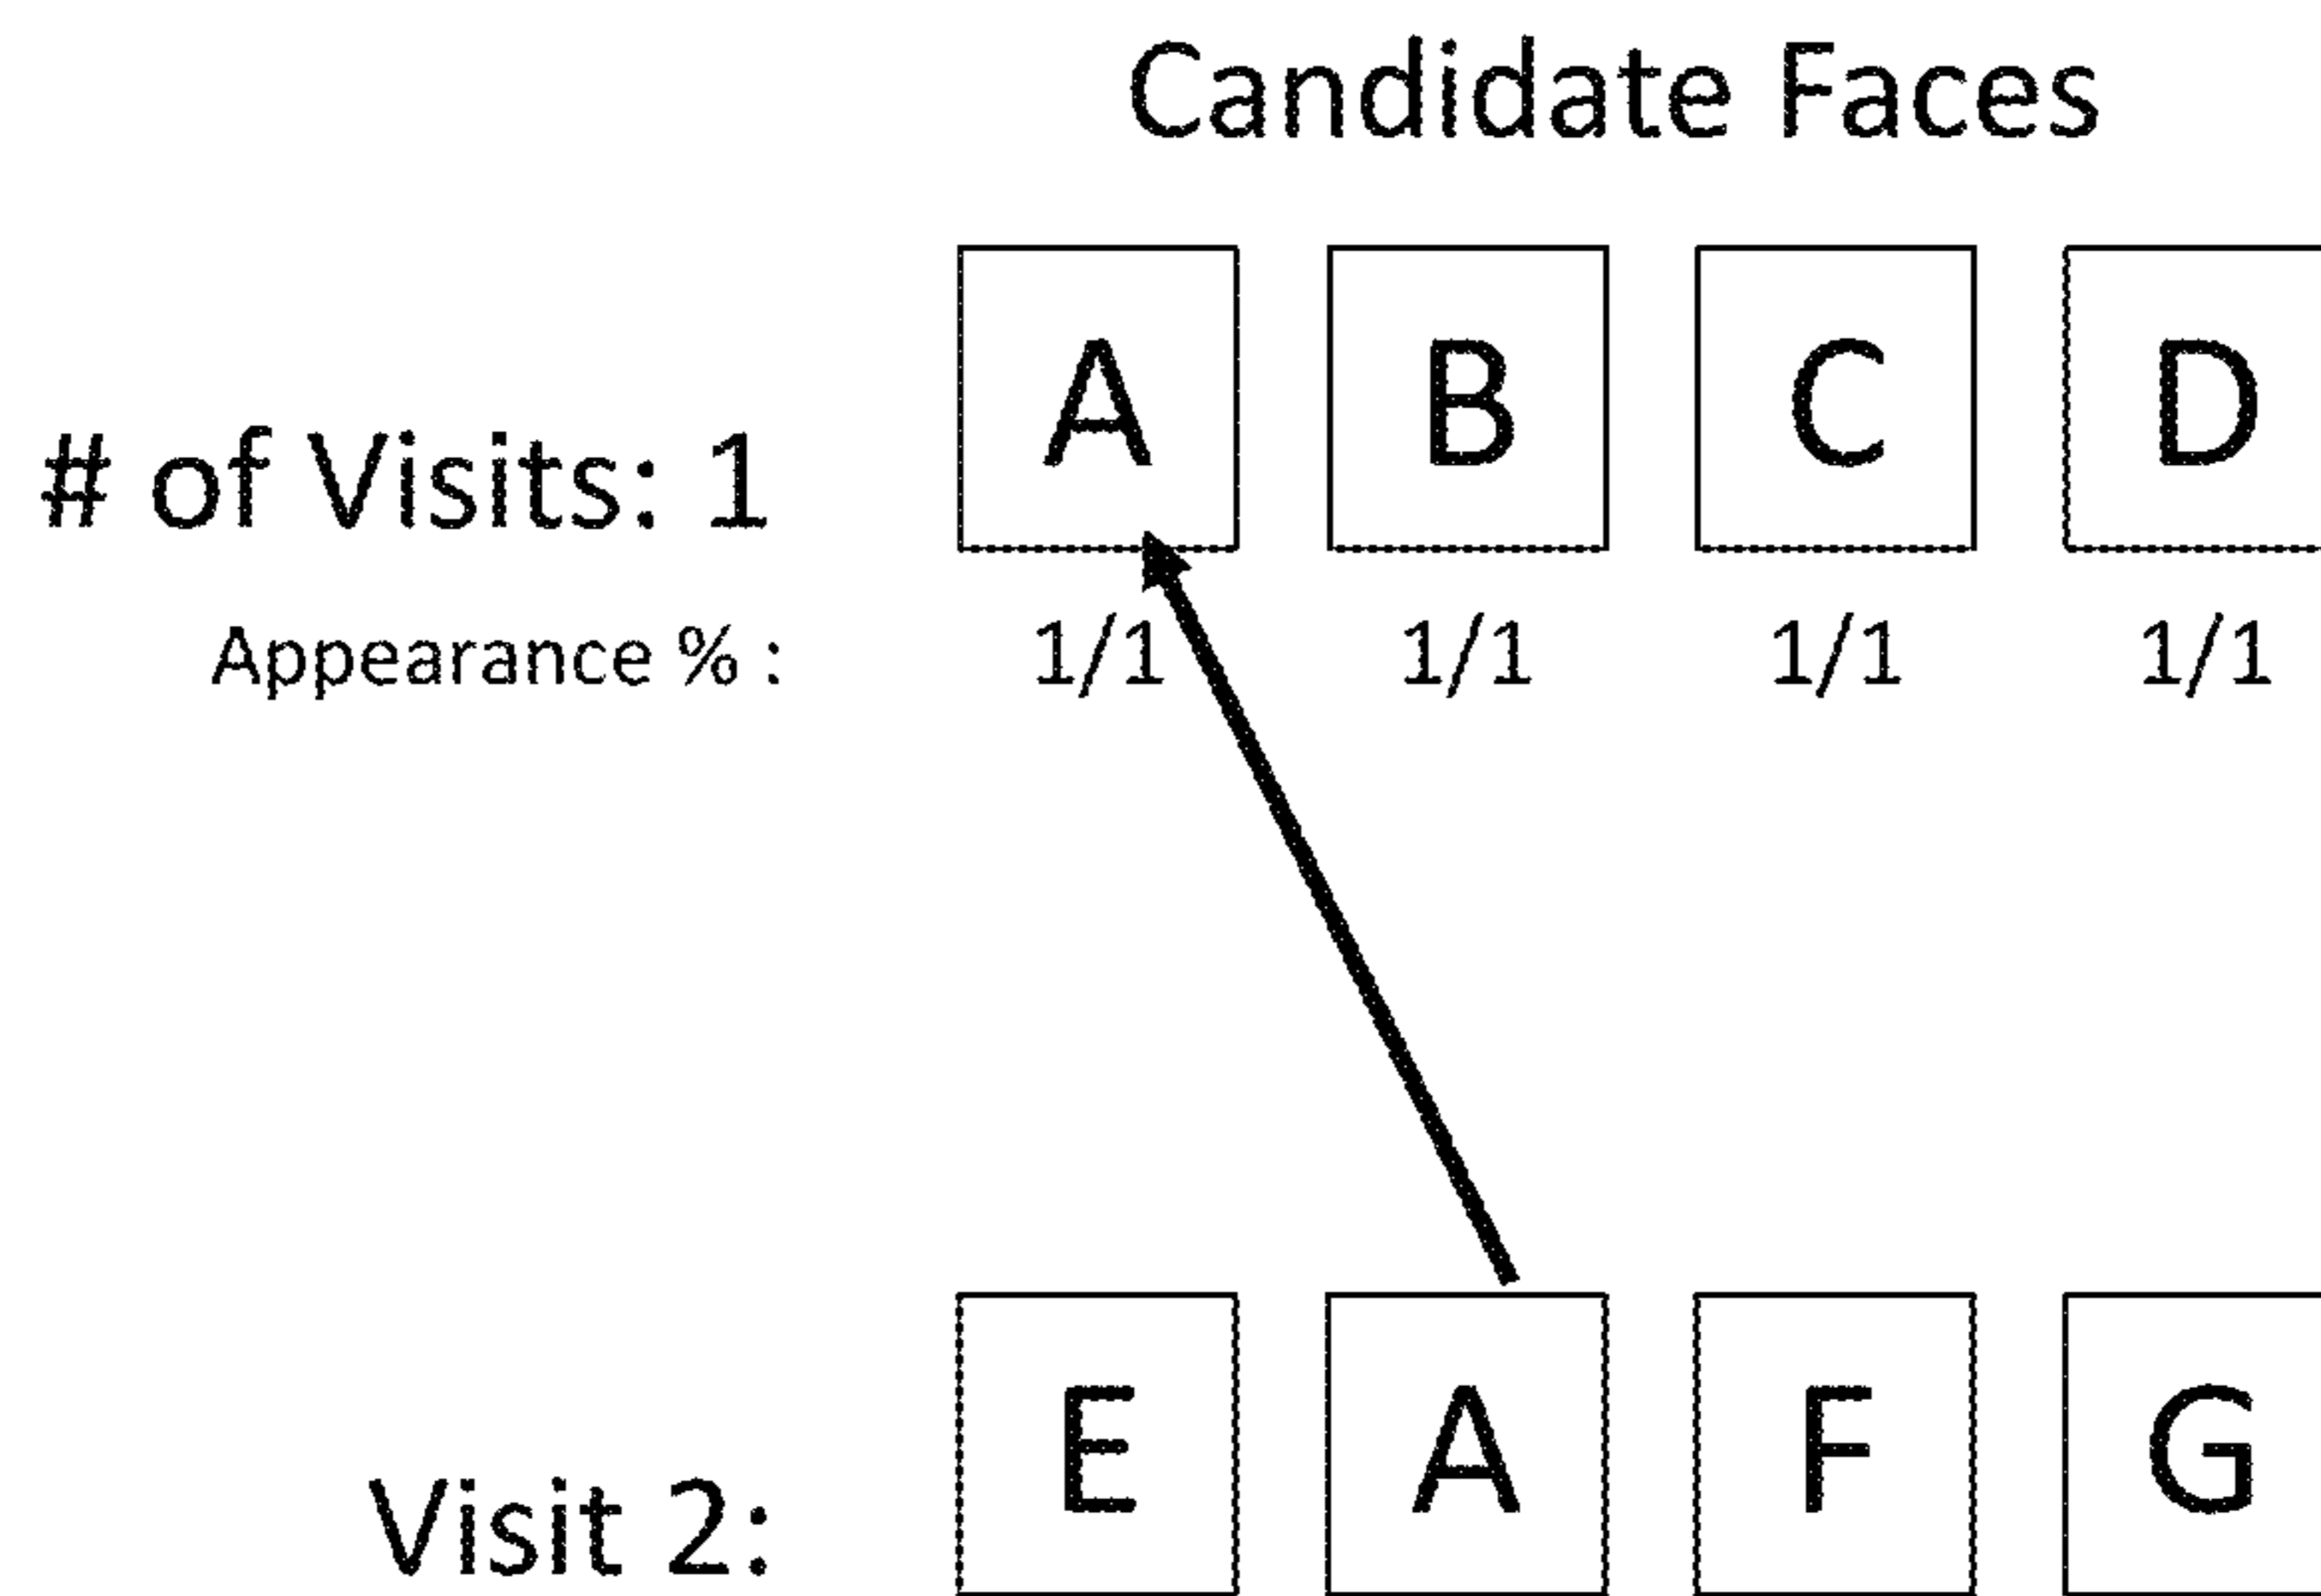 Candidate Faces
A B C D
# of Visits: 1
Appearance % : 1/1 1/1 1/1 1/1
E A F G
Visit 2: